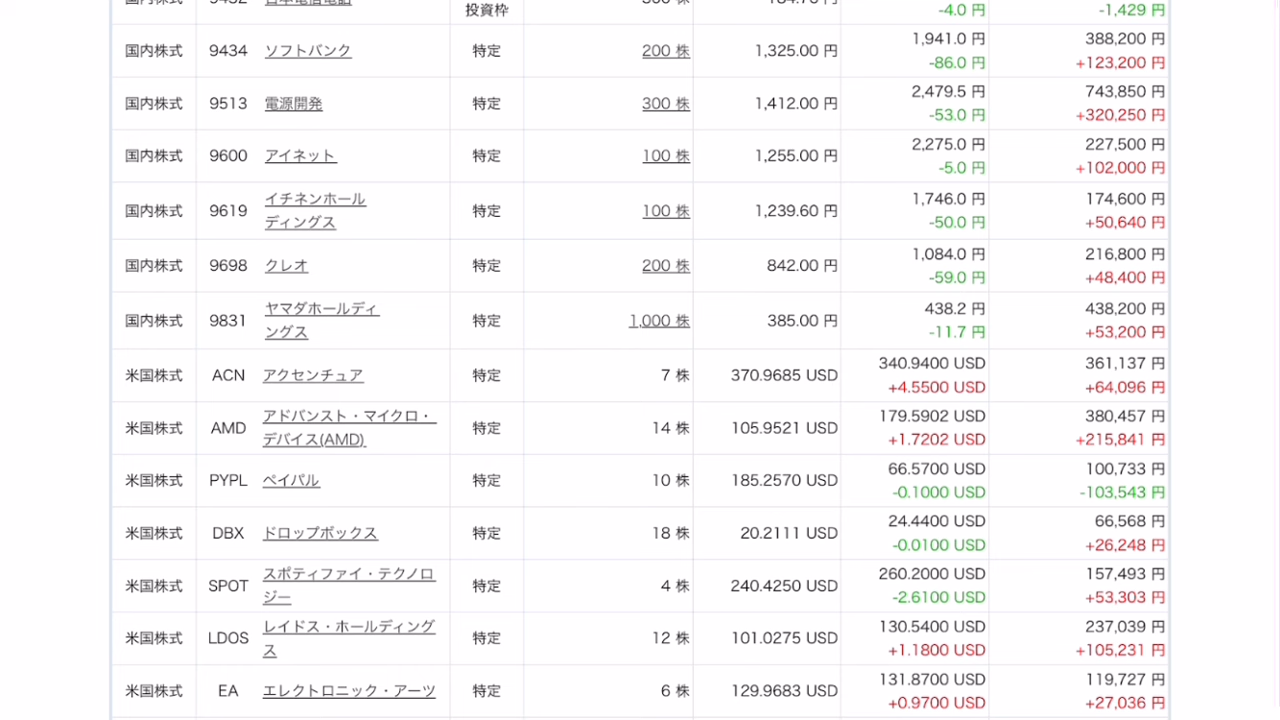 投資枠 -4.0 円 -1,429 円
国内株式 9434 ソフトバンク 特定 200 株 1,325.00 円 1,941.0 円 388,200 円
-86.0 円 +123,200 円
国内株式 9513 電源開発 特定 300 株 1,412.00 円 2,479.5 円 743,850 円
-53.0 円 +320,250 円
国内株式 9600 アイネット 特定 100 株 1,255.00 円 2,275.0 円 227,500 円
-5.0 円 +102,000 円
国内株式 9619 イチネンホール 特定 100 株 1,239.60 円 1,746.0 円 174,600 円
ディングス -50.0 円 +50,640 円
国内株式 9698 クレオ 特定 200 株 842.00 円 1,084.0 円 216,800 円
-59.0 円 +48,400 円
国内株式 9831 ヤマダホールディ 特定 1,000 株 385.00 円 438.2 円 438,200 円
ングス -11.7 円 +53,200 円
米国株式 ACN アクセンチュア 特定 7 株 370.9685 USD 340.9400 USD 361,137 円
+4.5500 USD +64,096 円
米国株式 AMD アドバンスト・マイクロ・ 特定 14 株 105.9521 USD 179.5902 USD 380,457 円
デバイス(AMD) +1.7202 USD +215,841 円
米国株式 PYPL ペイパル 特定 10 株 185.2570 USD 66.5700 USD 100,733 円
-0.1000 USD -103,543 円
米国株式 DBX ドロップボックス 特定 18 株 20.2111 USD 24.4400 USD 66,568 円
-0.0100 USD +26,248 円
米国株式 SPOT スポティファイ・テクノロ 特定 4 株 240.4250 USD 260.2000 USD 157,493 円
ジー -2.6100 USD +53,303 円
米国株式 LDOS レイドス・ホールディング 特定 12 株 101.0275 USD 130.5400 USD 237,039 円
ス +1.1800 USD +105,231 円
米国株式 EA エレクトロニック・アーツ 特定 6 株 129.9683 USD 131.8700 USD 119,727 円
+0.9700 USD +27,036 円